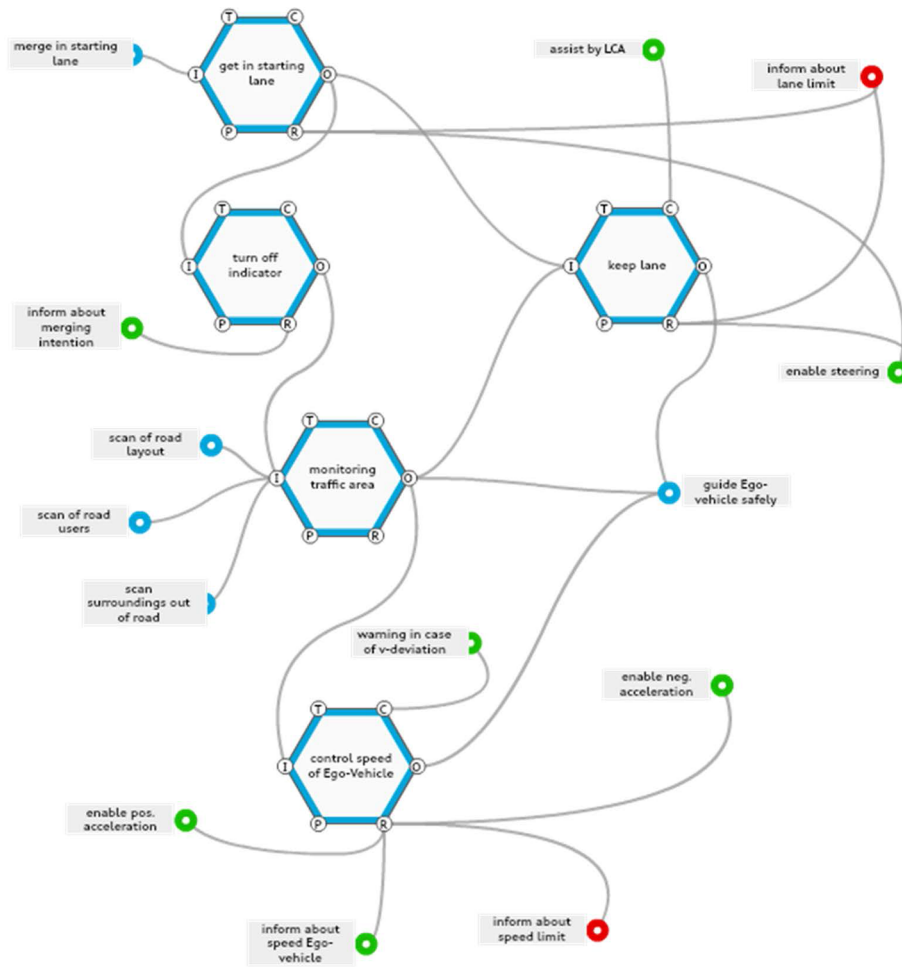 merge in starting
lane
T
C
I
get in starting
lane
O
P
R
assist by LCA
inform about
lane limit
T
C
I
turn off
indicator
O
P
R
T
C
I
keep lane
O
P
R
inform about
merging
intention
enable steering
scan of road
layout
T
C
I
monitoring
traffic area
O
P
R
guide Ego-
vehicle safely
scan of road
users
scan
surroundings out
of road
warning in case
of v-deviation
enable neg.
acceleration
T
C
I
control speed
of Ego-Vehicle
O
P
R
enable pos.
acceleration
inform about
speed Ego-
vehicle
inform about
speed limit